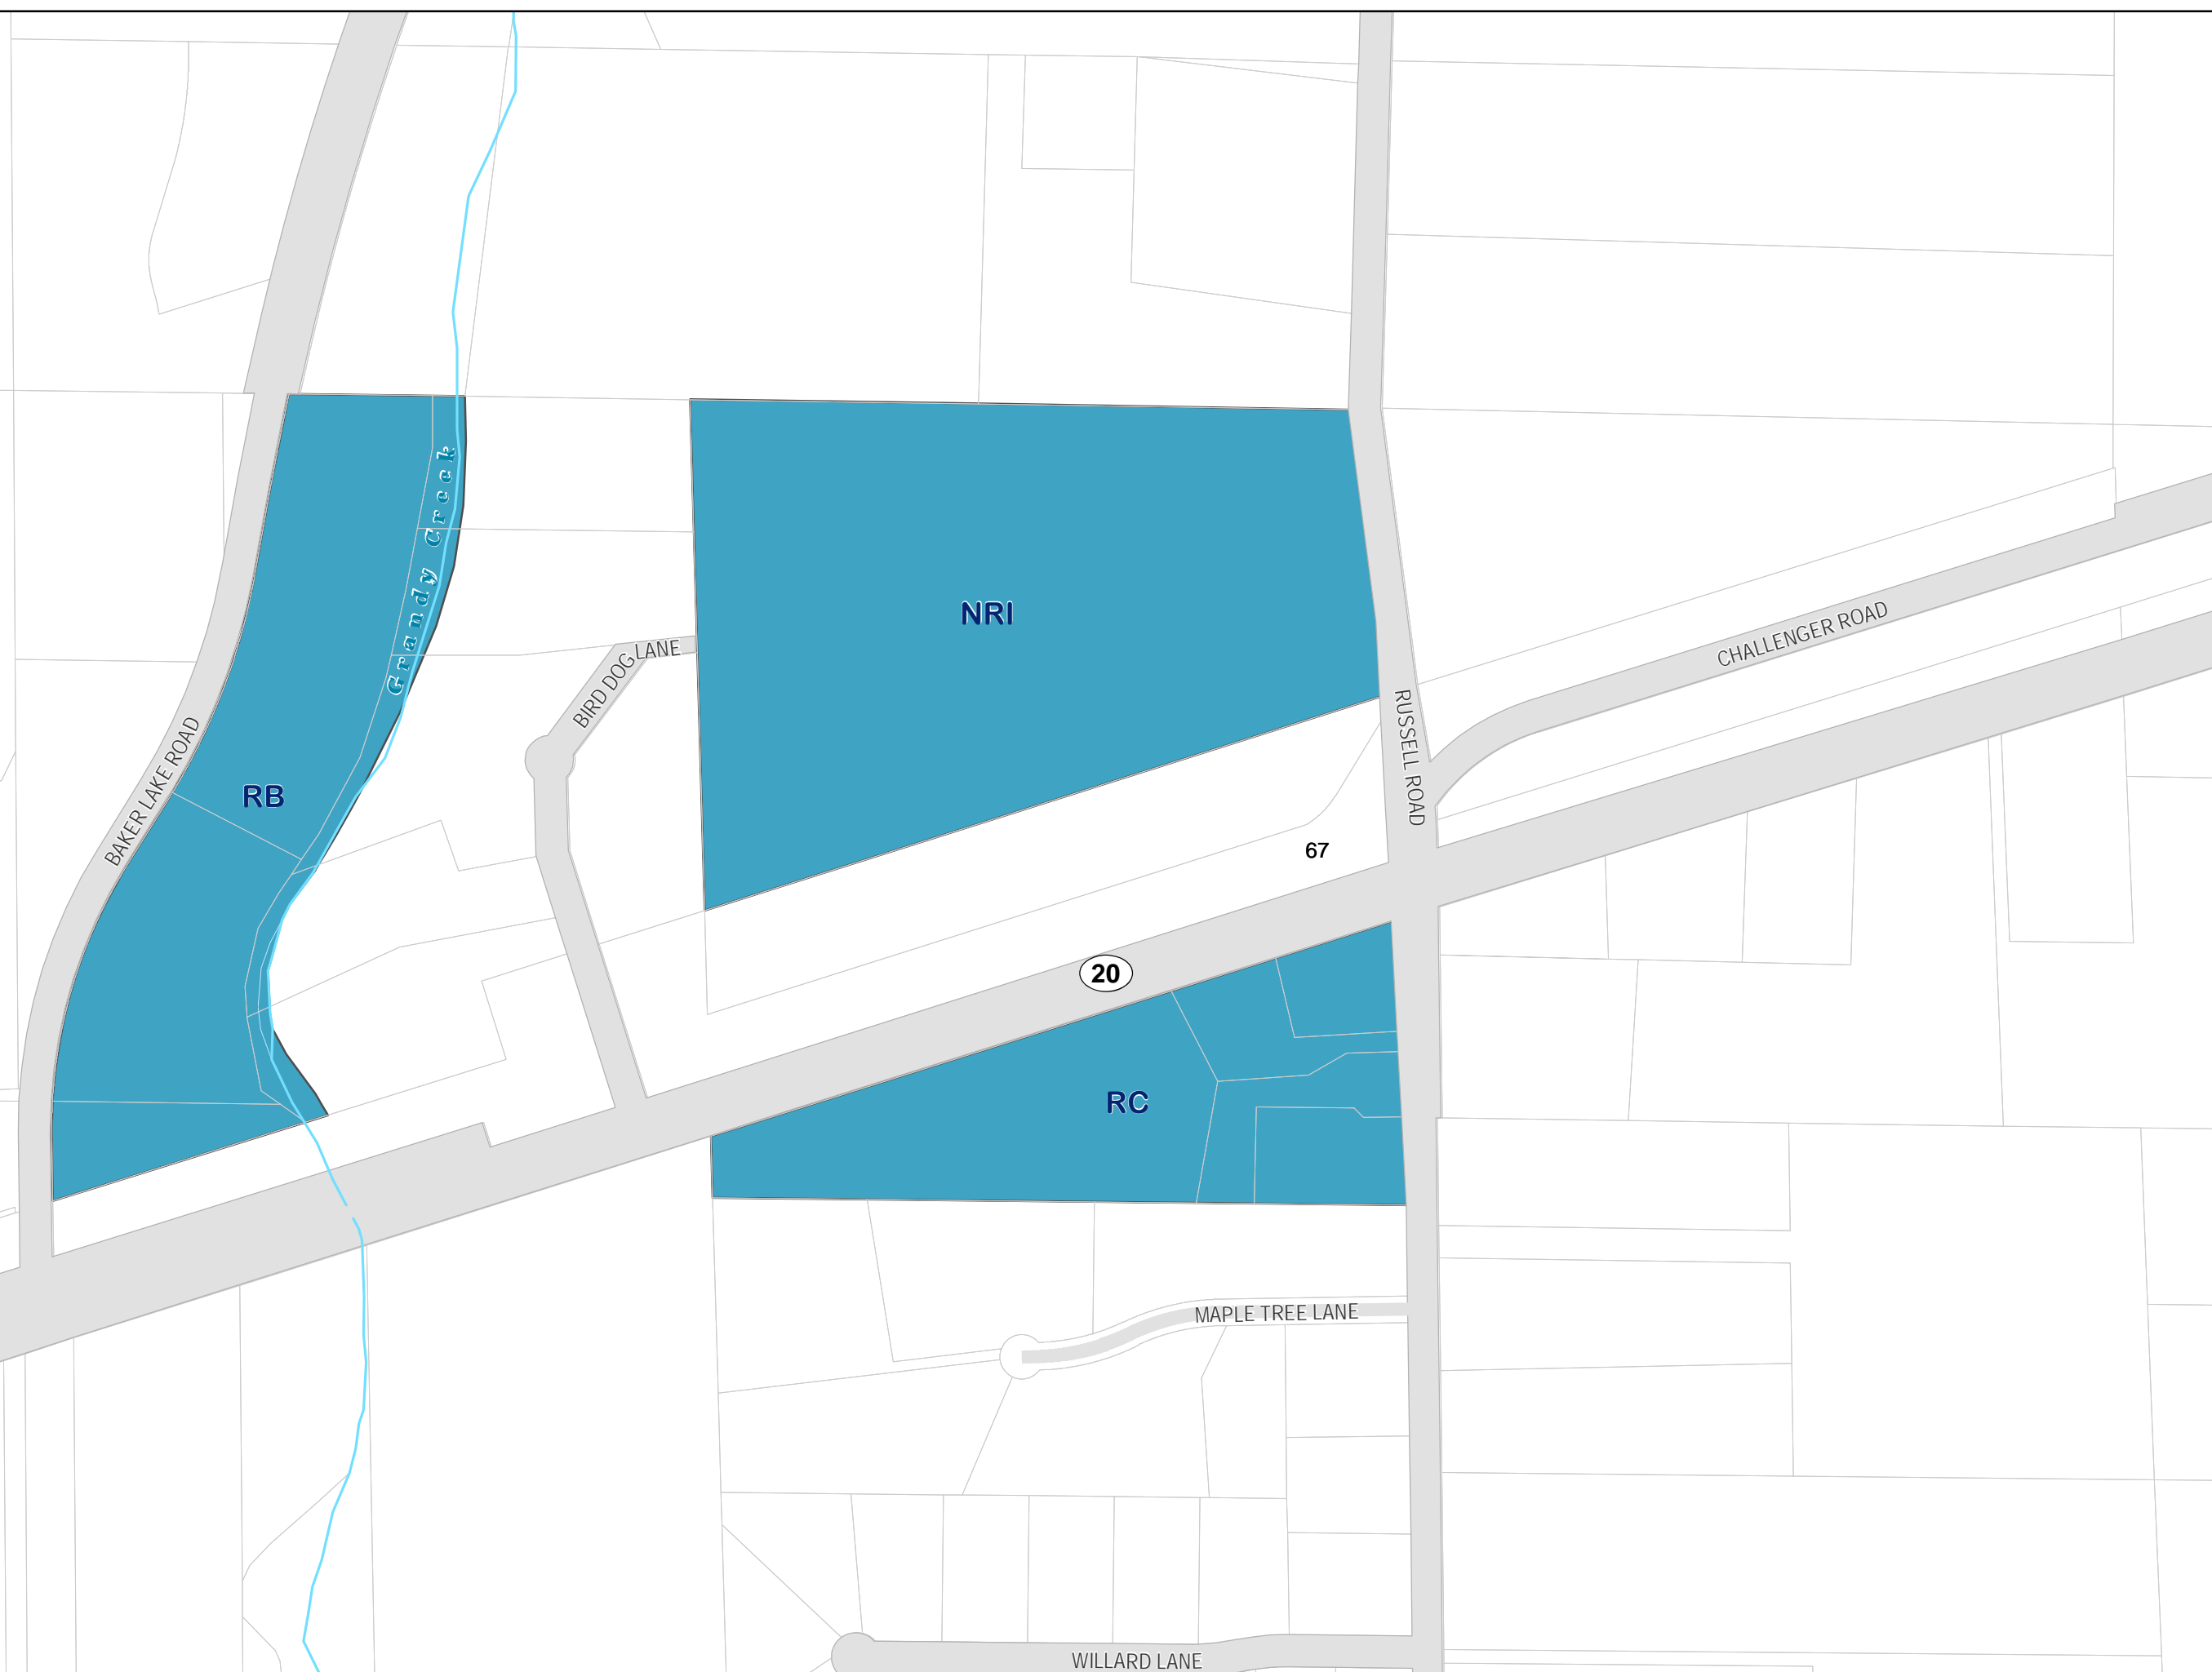 Grandy Creek
NRI
BIRD DOG LANE
CHALLENGER ROAD
RUSSELL ROAD
BAKER LAKE ROAD
RB
67
20
RC
MAPLE TREE LANE
WILLARD LANE